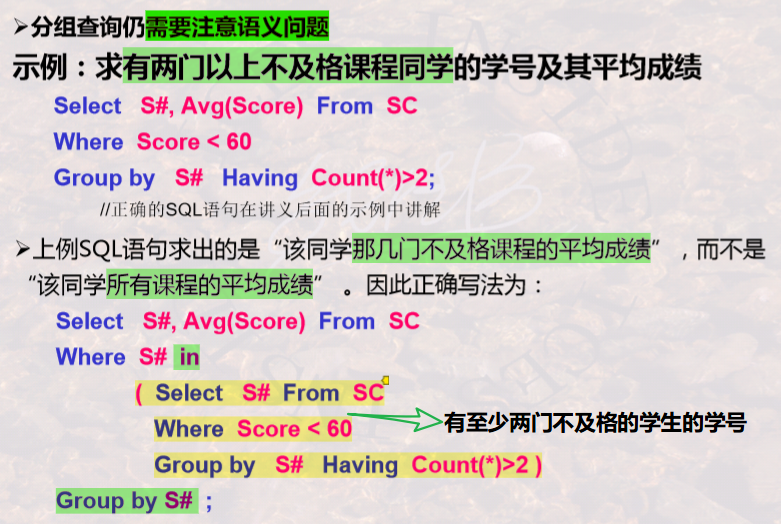 ➢分组查询仍需要注意语义问题
示例：求有两门以上不及格课程同学的学号及其平均成绩
Select S#, Avg(Score) From SC
Where Score < 60
Group by S# Having Count(*)>2;
//正确的SQL语句在讲义后面的示例中讲解
➢上例SQL语句求出的是“该同学那几门不及格课程的平均成绩”，而不是
“该同学所有课程的平均成绩”。因此正确写法为：
Select S#, Avg(Score) From SC
Where S# in
( Select S# From SC
Where Score < 60
有至少两门不及格的学生的学号
Group by S# Having Count(*)>2 )
Group by S# ;